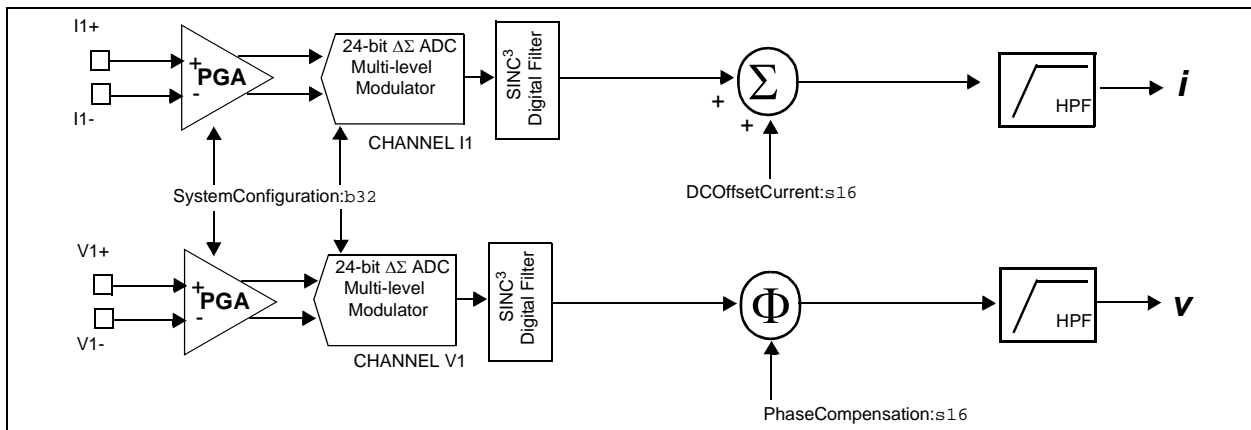 I1+
I1-
+
PGA
-
24-bit ΔΣ ADC
Multi-level
Modulator
CHANNEL I1
SINC3
Digital Filter
+
Σ
+
HPF
i
DCOffsetCurrent:s16
SystemConfiguration:b32
V1+
V1-
+
PGA
-
24-bit ΔΣ ADC
Multi-level
Modulator
CHANNEL V1
SINC3
Digital Filter
Φ
HPF
v
PhaseCompensation:s16